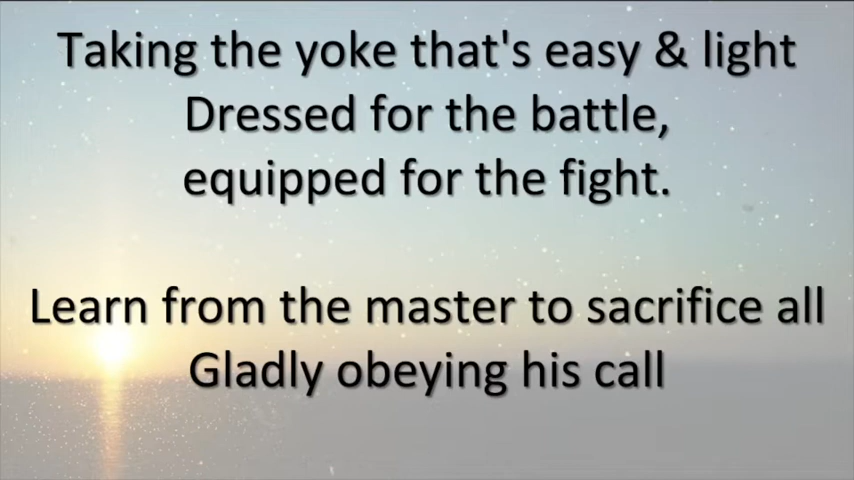 Taking the yoke that's easy & light
Dressed for the battle,
equipped for the fight.
Learn from the master to sacrifice all
Gladly obeying his call